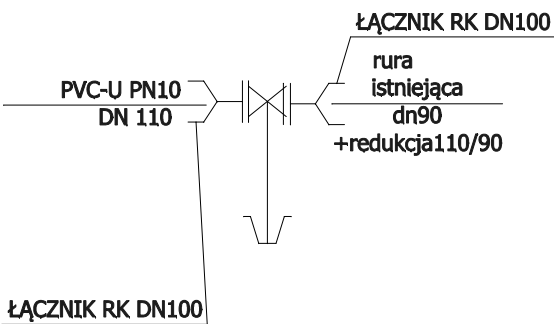 ŁĄCZNIK RK DN100
rura
istniejąca
dn90
+redukcja110/90
PVC-U PN10
DN 110
ŁĄCZNIK RK DN100